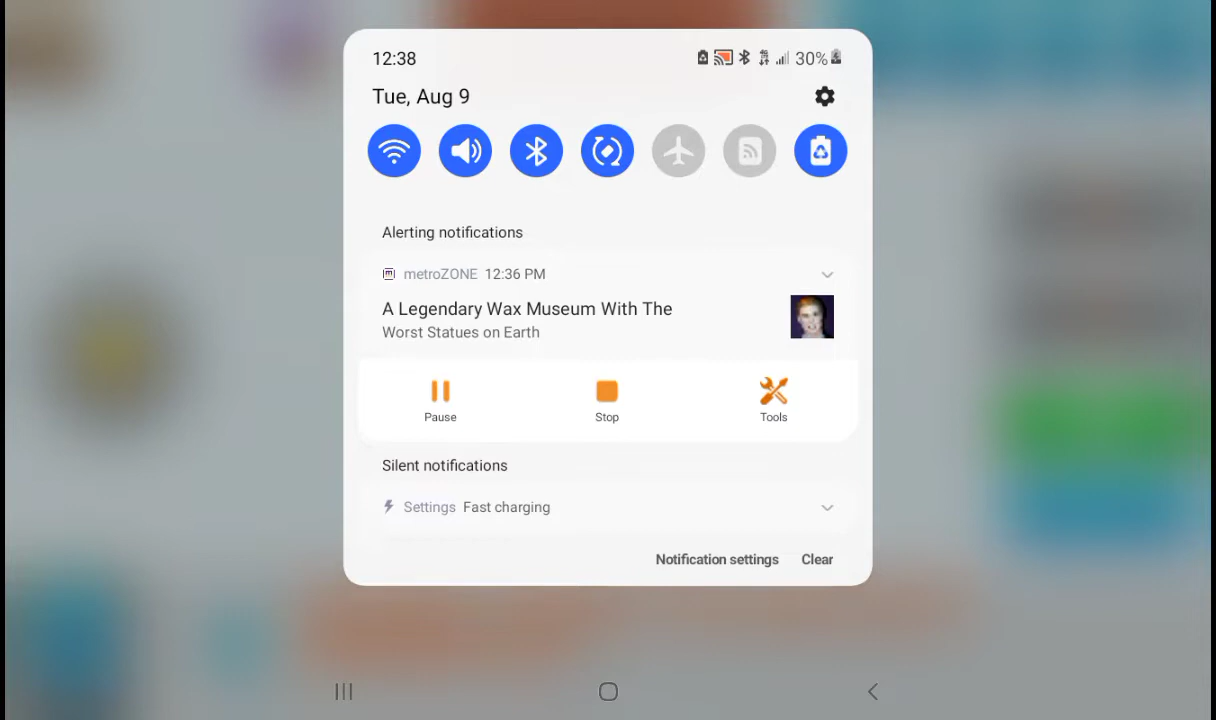 12:38 30%
Tue, Aug 9
Alerting notifications
metroZONE 12:36 PM
A Legendary Wax Museum With The
Worst Statues on Earth
Pause Stop Tools
Silent notifications
Settings Fast charging
Notification settings Clear